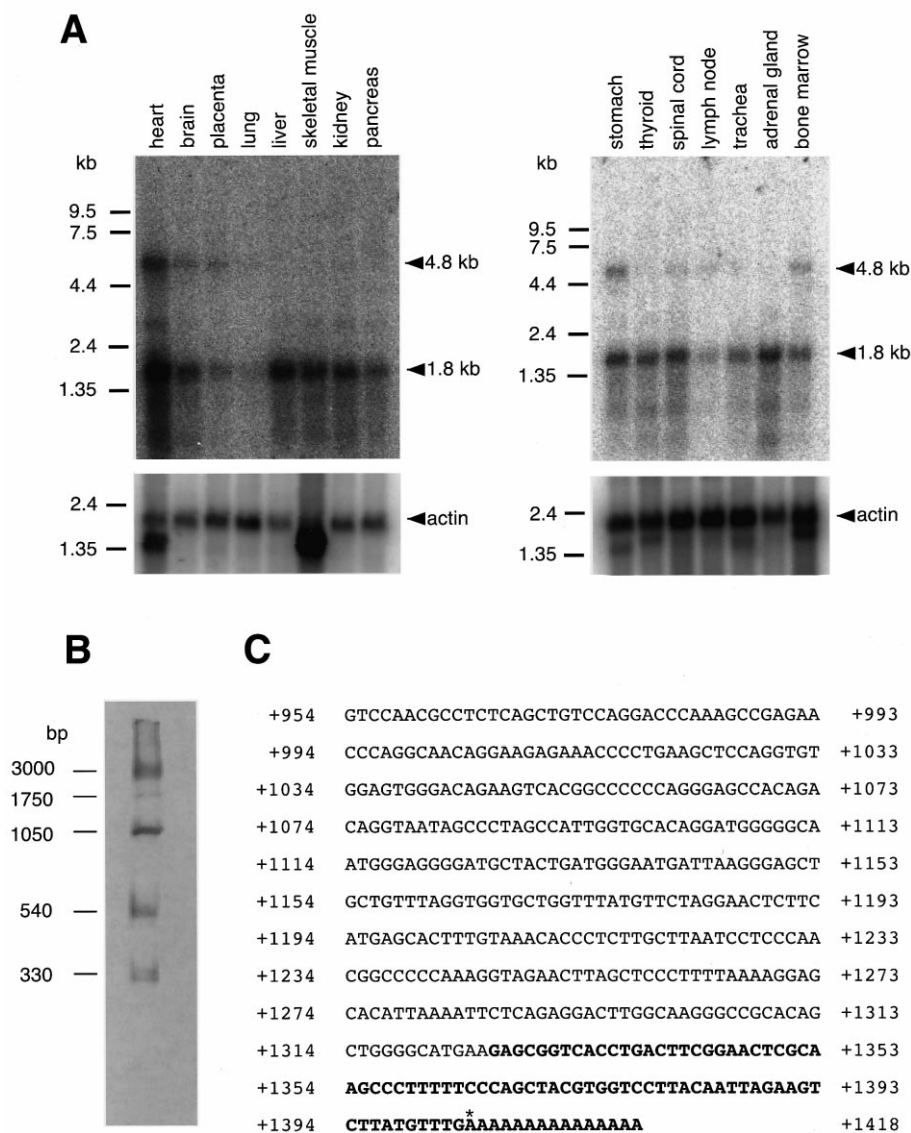 A
heart
brain
placenta
lung
liver
skeletal muscle
kidney
pancreas
kb
9.5
7.5
4.4
2.4
1.35
4.8 kb
1.8 kb
2.4
1.35
actin
stomach
thyroid
spinal cord
lymph node
trachea
adrenal gland
bone marrow
kb
9.5
7.5
4.4
2.4
1.35
4.8 kb
1.8 kb
2.4
1.35
actin
B
bp
3000
1750
1050
540
330
C
+954 GTCCAACGCCTCTCAGCTGTCCAGGACCCAAAGCCGAGAA +993
+994 CCCAGGCAACAGGAAGAGAAACCCCTGAAGCTCCAGGTGT +1033
+1034 GGAGTGGGACAGAAGTCACGGCCCCCCAGGGAGCCACAGA +1073
+1074 CAGGTAATAGCCCTAGCCATTGGTGCACAGGATGGGGGCA +1113
+1114 ATGGGAGGGGATGCTACTGATGGGAATGATTAAGGGAGCT +1153
+1154 GCTGTTTAGGTGGTGCTGGTTTATGTTCTAGGAACTCTTC +1193
+1194 ATGAGCACTTTGTAAACACCCTCTTGCTTAATCCTCCCAA +1233
+1234 CGGCCCCCAAAGGTAGAACTTAGCTCCCTTTTAAAAGGAG +1273
+1274 CACATTAAAATTCTCAGAGGACTTGGCAAGGGCCGCACAG +1313
+1314 CTGGGGCATGAAGAGCGGTCACCTGACTTCGGAACTCGCA +1353
+1354 AGCCCTTTTTCCCAGCTACGTGGTCCTTACAATTAGAAGT +1393
*
+1394 CTTATGTTTGAAAAAAAAAAAAAAA +1418